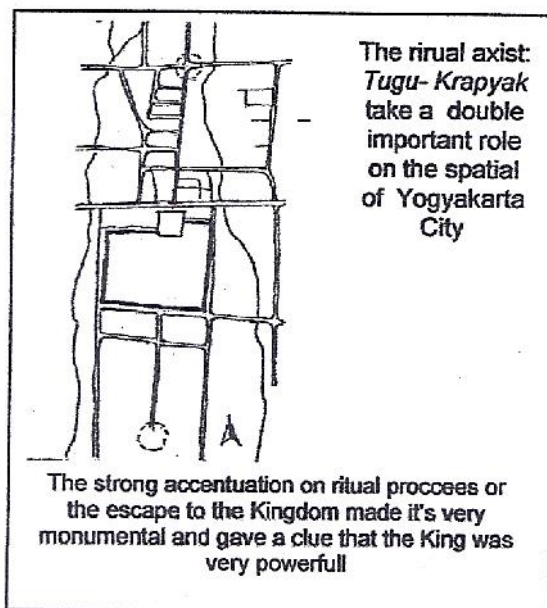 The rirual axist:
Tugu- Krapyak
take a double
important role
on the spatial
of Yogyakarta
City
The strong accentuation on ritual proccees or
the escape to the Kingdom made it's very
monumental and gave a clue that the King was
very powerfull